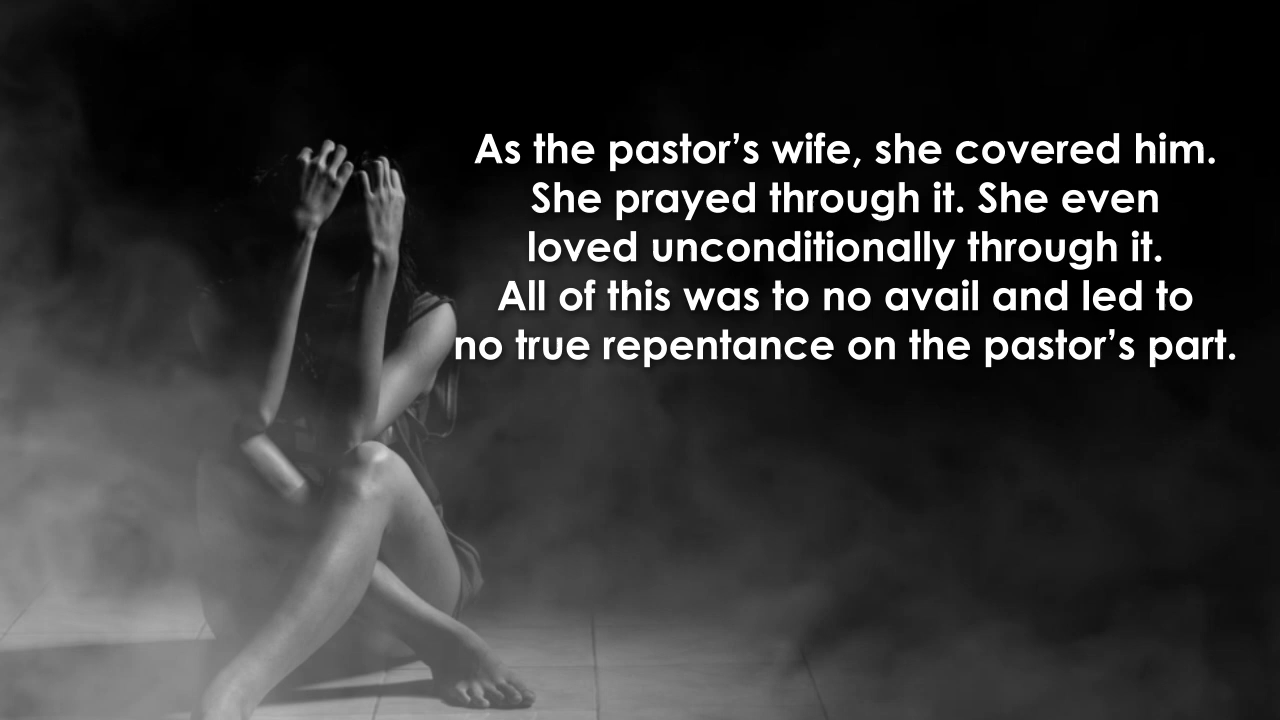 As the pastor’s wife, she covered him.
She prayed through it. She even
loved unconditionally through it.
All of this was to no avail and led to
no true repentance on the pastor’s part.